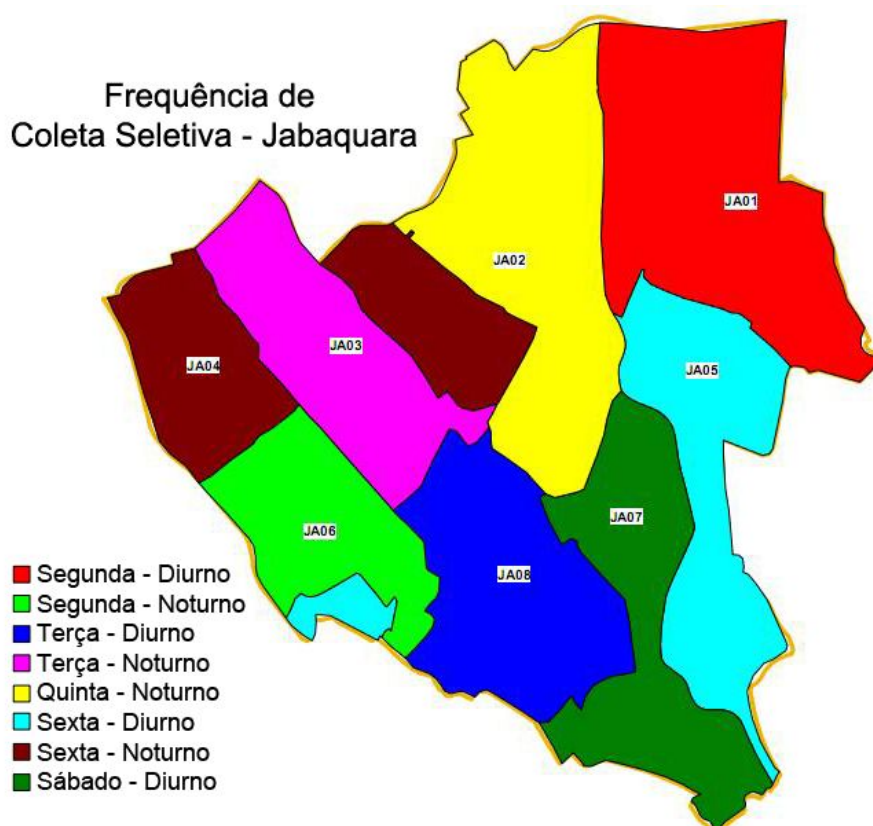 Frequência de
Coleta Seletiva - Jabaquara
JA01
JA02
JA03
JA04
JA05
JA06
JA07
JA08
Segunda - Diurno
Segunda - Noturno
Terça - Diurno
Terça - Noturno
Quinta - Noturno
Sexta - Diurno
Sexta - Noturno
Sábado - Diurno